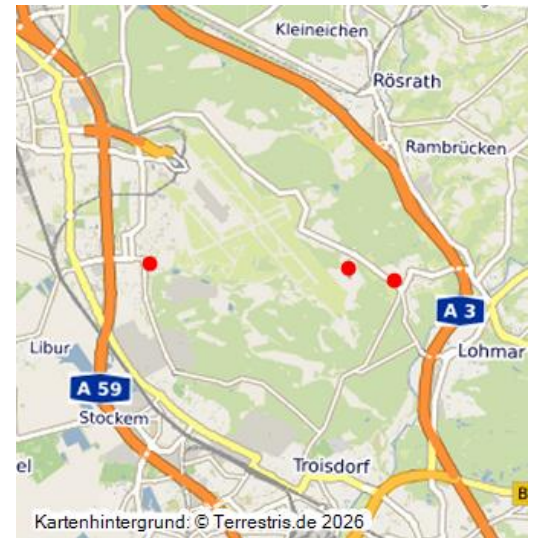 Kleineichen
Rösrath
Rambrücken
A 3
Libur
Lohmar
A 59
Stockem
el
Troisdorf
B
Kartenhintergrund: © Terrestris.de 2026